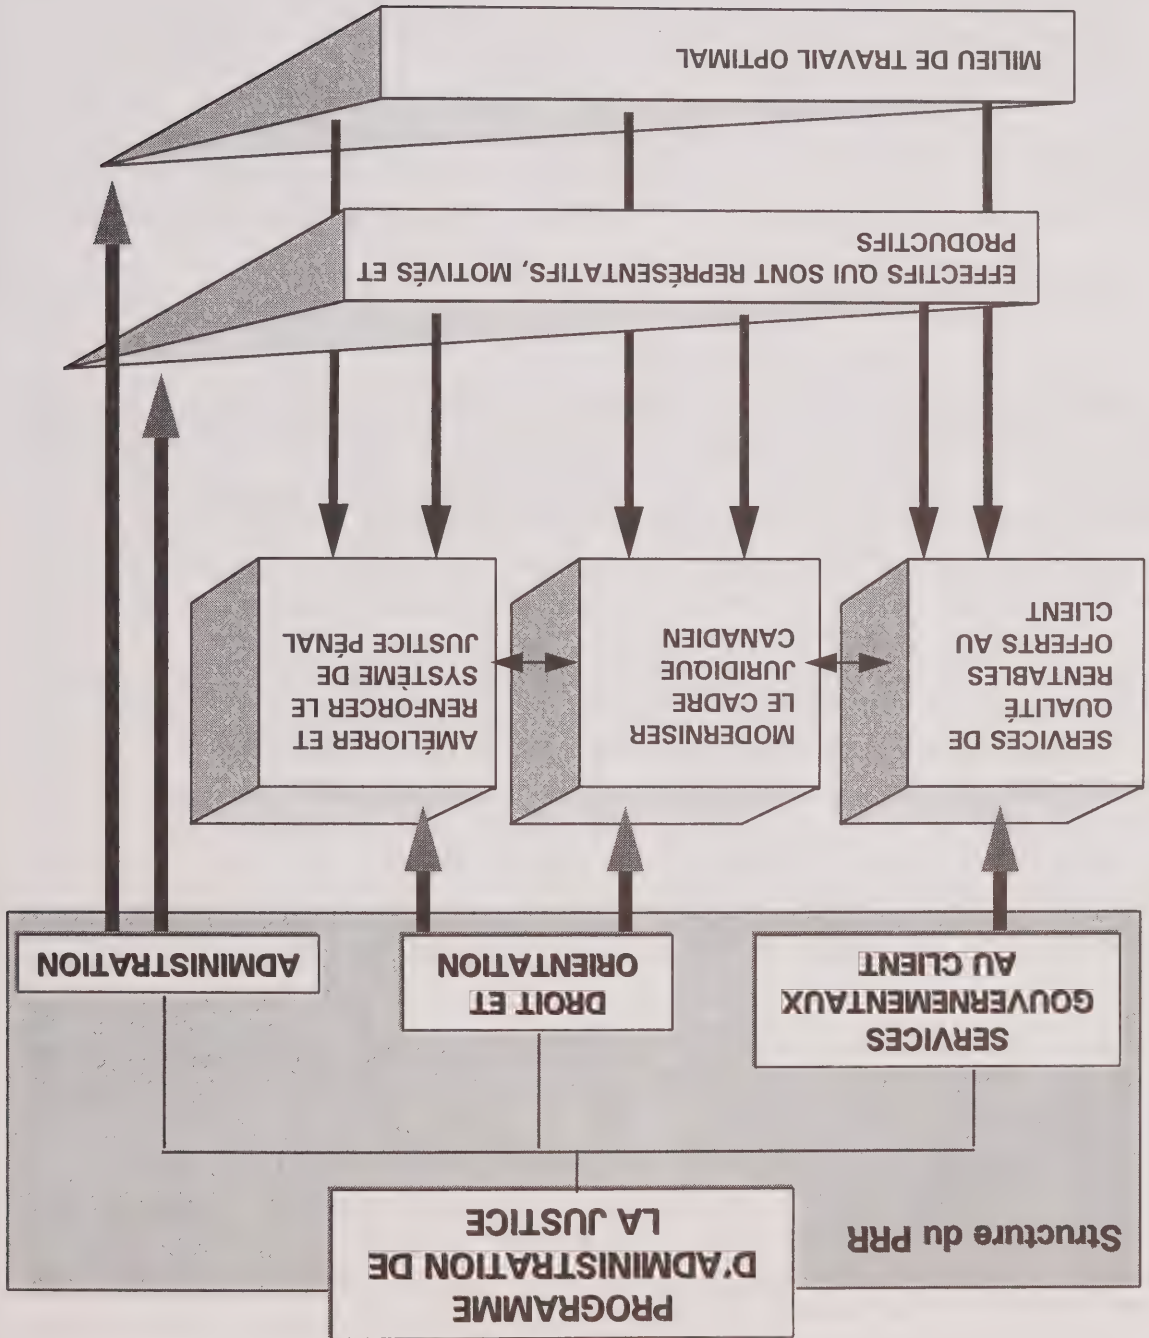 PROGRAMME
D'ADMINISTRATION DE
LA JUSTICE
Structure du PRR
SERVICES
GOUVERNEMENTAUX
AU CLIENT
DROIT ET
ORIENTATION
ADMINISTRATION
SERVICES DE
QUALITÉ
RENTABLES
OFFERTS AU
CLIENT
MODERNISER
LE CADRE
JURIDIQUE
CANADIEN
AMÉLIORER ET
RENFORCER LE
SYSTÈME DE
JUSTICE PÉNAL
EFFECTIFS QUI SONT REPRÉSENTATIFS, MOTIVÉS ET
PRODUCTIFS
MILIEU DE TRAVAIL OPTIMAL